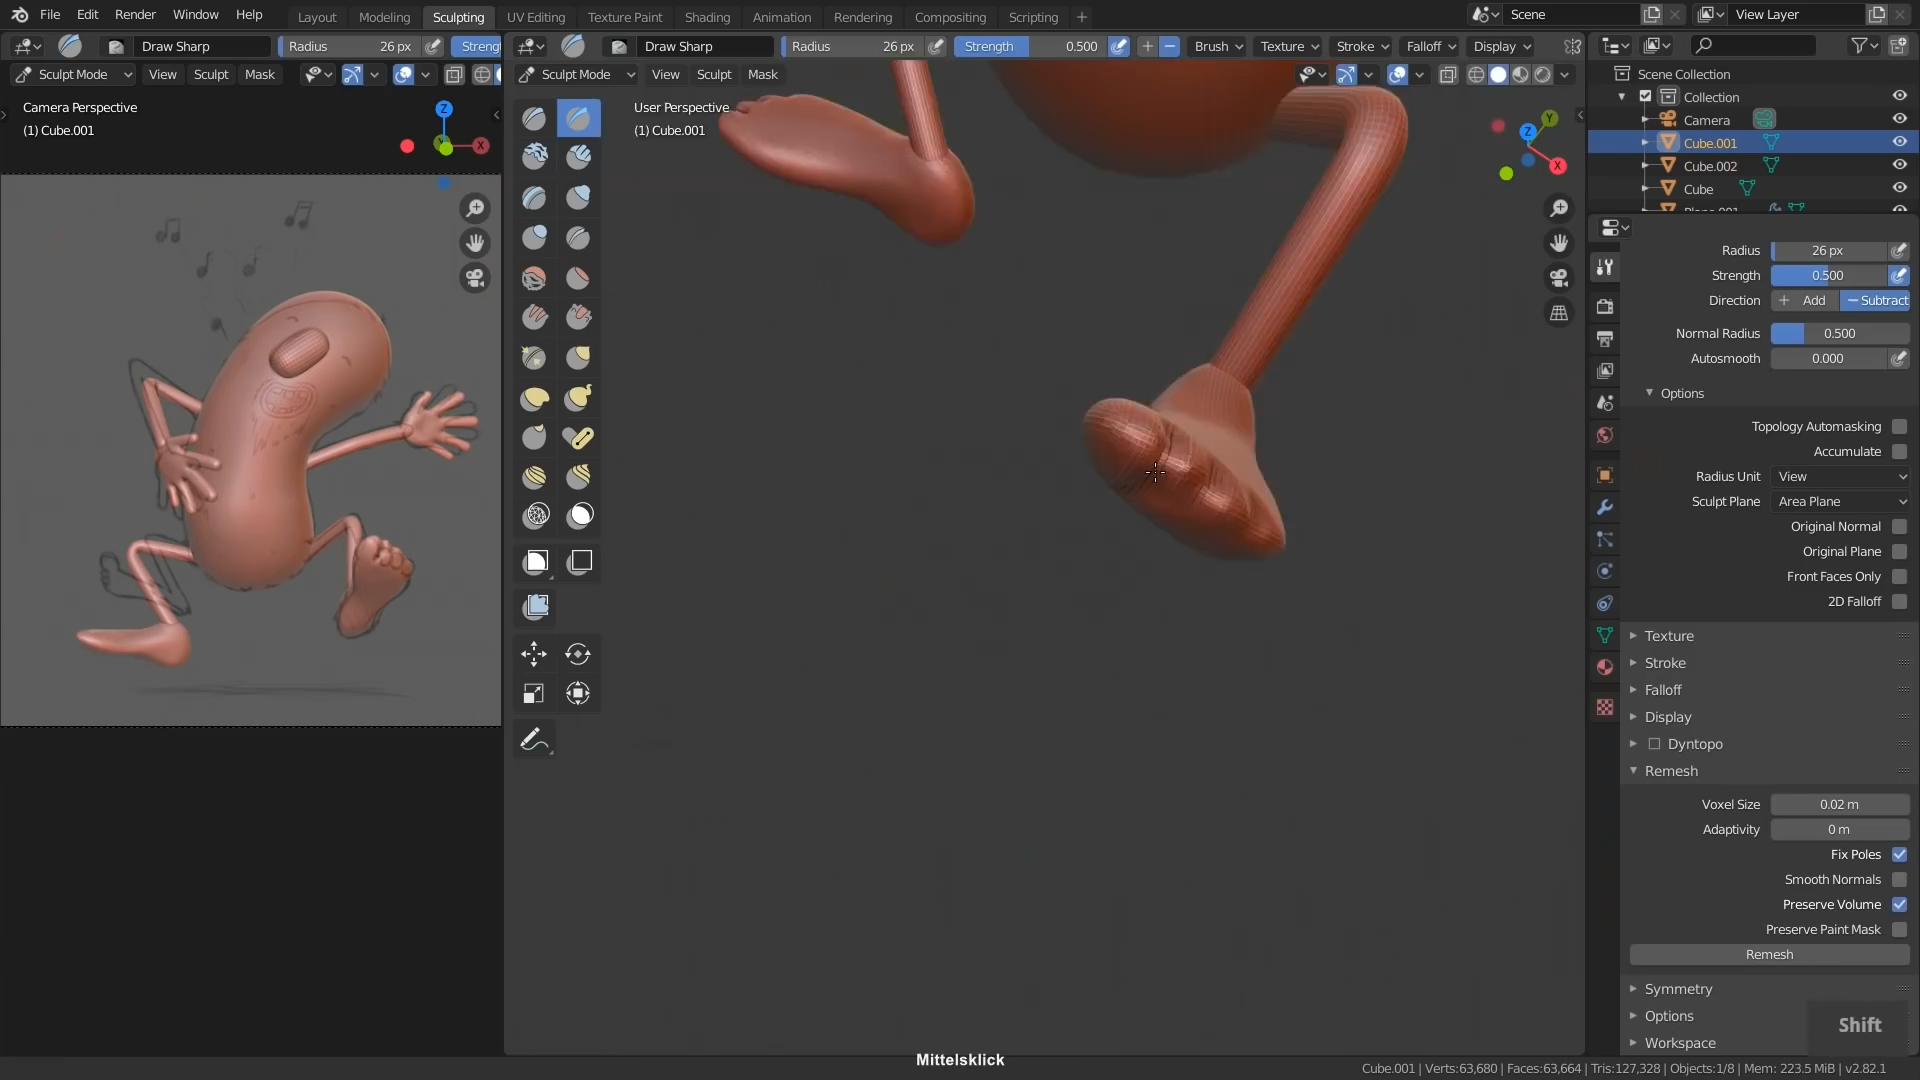 File Edit Render Window Help
Layout Modeling Sculpting UV Editing Texture Paint Shading Animation Rendering Compositing Scripting +
Scene
View Layer
Draw Sharp Radius 26 px
Draw Sharp Radius 26 px Strength 0.500 Brush Texture Stroke Falloff Display
Sculpt Mode View Sculpt Mask
Sculpt Mode View Sculpt Mask
Camera Perspective
(1) Cube.001
User Perspective
(1) Cube.001
Z
X
Z
Y
X
Scene Collection
Collection
Camera
Cube.001
Cube.002
Cube
Radius 26 px
Strength 0.500
Direction + Add − Subtract
Normal Radius 0.500
Autosmooth 0.000
Options
Topology Automasking
Accumulate
Radius Unit View
Sculpt Plane Area Plane
Original Normal
Original Plane
Front Faces Only
2D Falloff
Texture
Stroke
Falloff
Display
Dyntopo
Remesh
Voxel Size 0.02 m
Adaptivity 0 m
Fix Poles
Smooth Normals
Preserve Volume
Preserve Paint Mask
Remesh
Symmetry
Options
Workspace
Shift
Mittelsklick
Cube.001 | Verts:63,680 | Faces:63,664 | Tris:127,328 | Objects:1/8 | Mem: 223.5 MiB | v2.82.1